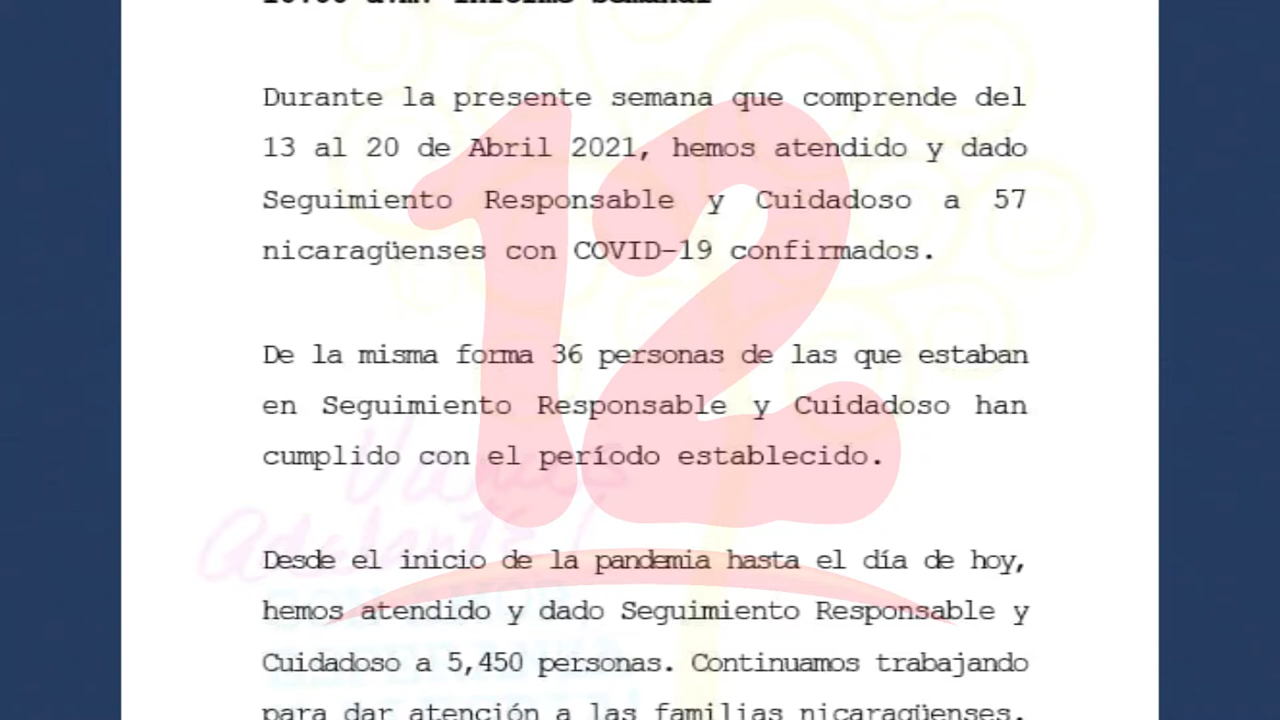 Durante la presente semana que comprende del
13 al 20 de Abril 2021, hemos atendido y dado
Seguimiento Responsable y Cuidadoso a 57
nicaragüenses con COVID-19 confirmados.
De la misma forma 36 personas de las que estaban
en Seguimiento Responsable y Cuidadoso han
cumplido con el período establecido.
Desde el inicio de la pandemia hasta el día de hoy,
hemos atendido y dado Seguimiento Responsable y
Cuidadoso a 5,450 personas. Continuamos trabajando
para dar atención a las familias nicaragüenses.
12
Vamos
Adelante!